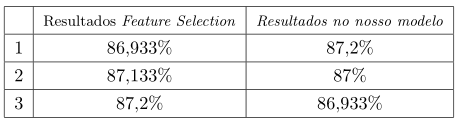 Resultados Feature Selection Resultados no nosso modelo
1 86,933% 87,2%
2 87,133% 87%
3 87,2% 86,933%